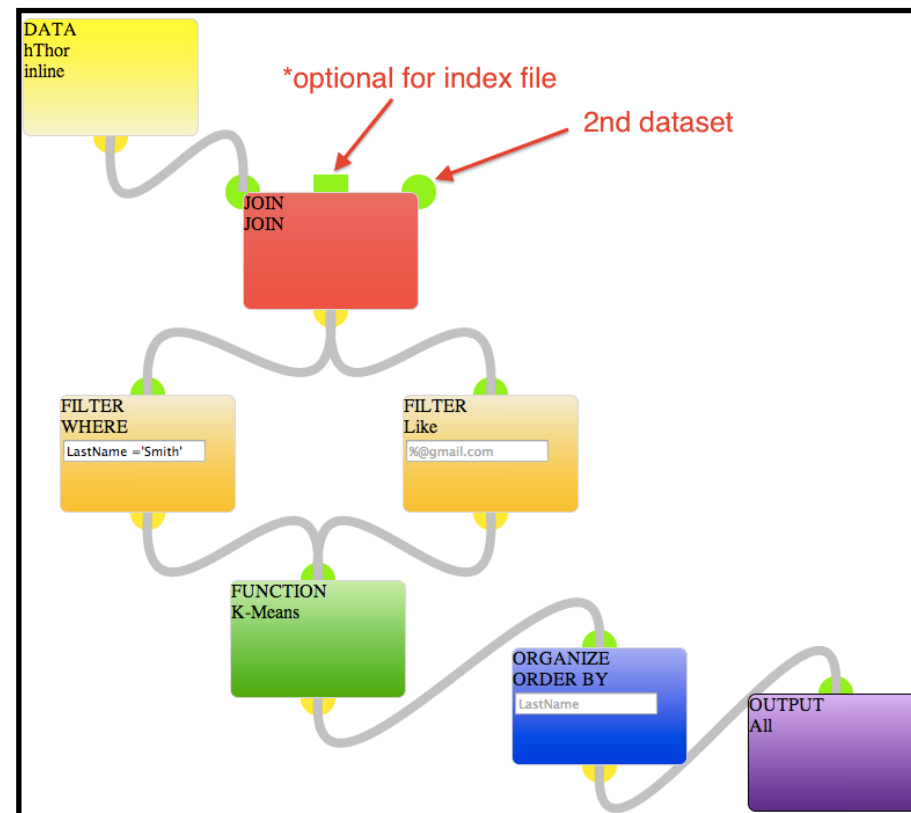 DATA
hThor
inline
*optional for index file
2nd dataset
JOIN
JOIN
FILTER
WHERE
LastName ='Smith'
FILTER
Like
%@gmail.com
FUNCTION
K-Means
ORGANIZE
ORDER BY
LastName
OUTPUT
All